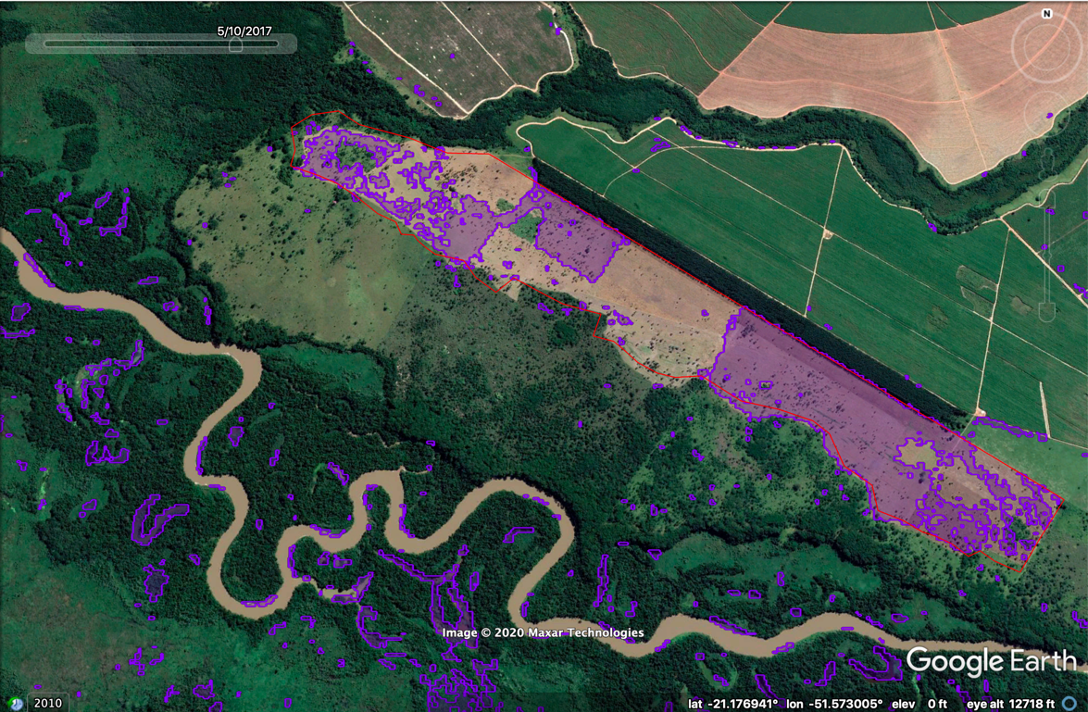 5/10/2017
N
Image © 2020 Maxar Technologies
Google Earth
2010
lat -21.176941° lon -51.573005° elev 0 ft eye alt 12718 ft